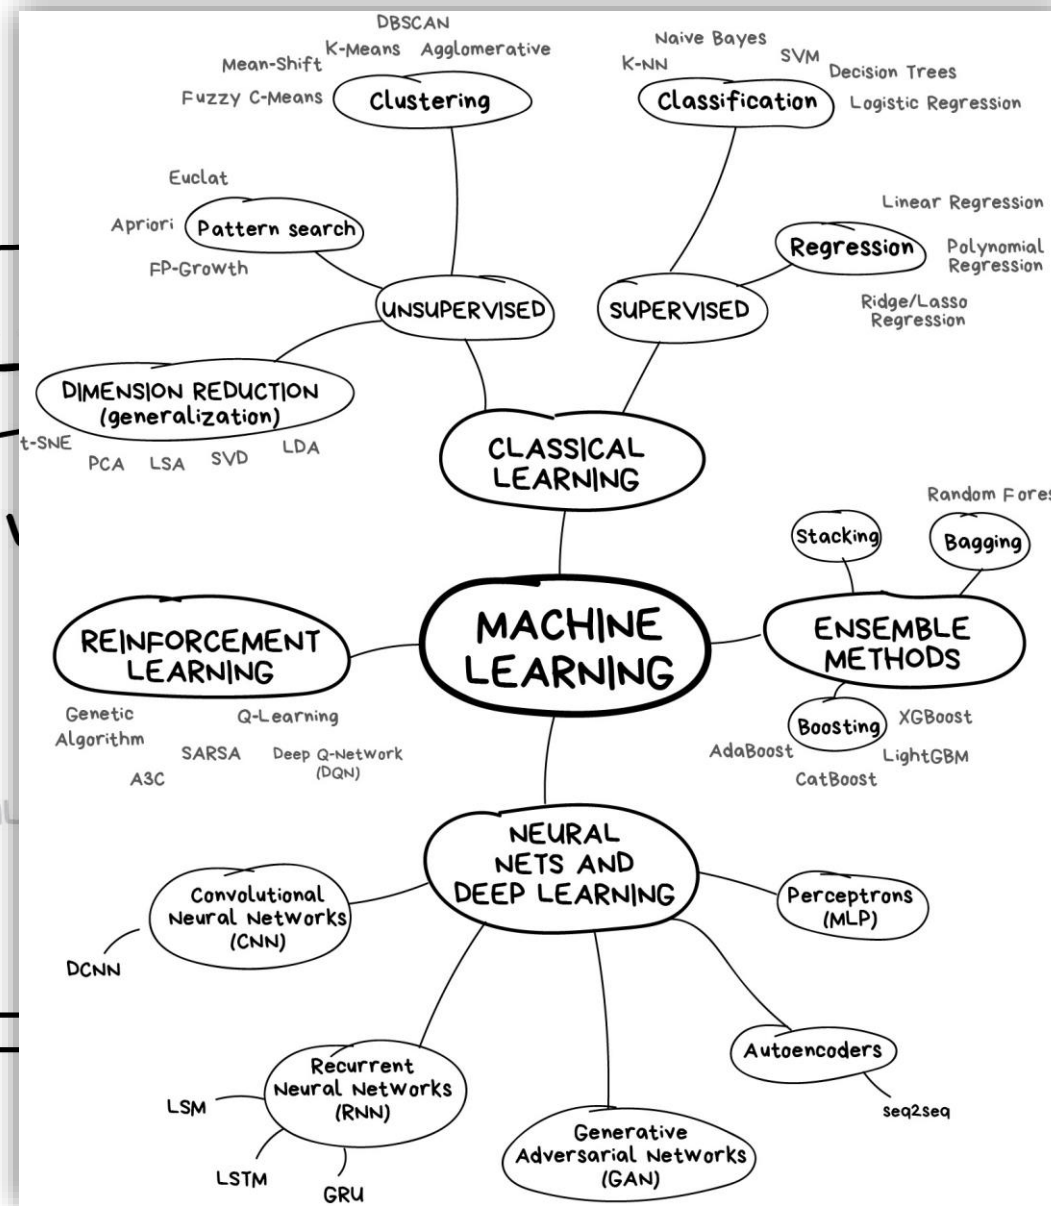 DBSCAN
K-Means
Agglomerative
Mean-Shift
Fuzzy C-Means
Clustering
Naive Bayes
K-NN
SVM
Decision Trees
Classification
Logistic Regression
Euclat
Apriori
Pattern search
FP-Growth
Linear Regression
Regression
Polynomial
Regression
Ridge/Lasso
Regression
UNSUPERVISED
SUPERVISED
DIMENSION REDUCTION
(generalization)
t-SNE
PCA
LSA
SVD
LDA
CLASSICAL
LEARNING
Random Fores
Stacking
Bagging
MACHINE
LEARNING
REINFORCEMENT
LEARNING
ENSEMBLE
METHODS
Genetic
Algorithm
Q-Learning
SARSA
Deep Q-Network
(DQN)
A3C
Boosting
XGBoost
AdaBoost
LightGBM
CatBoost
NEURAL
NETS AND
DEEP LEARNING
Convolutional
Neural Networks
(CNN)
DCNN
Perceptrons
(MLP)
Recurrent
Neural Networks
(RNN)
LSM
LSTM
GRU
Autoencoders
seq2seq
Generative
Adversarial Networks
(GAN)